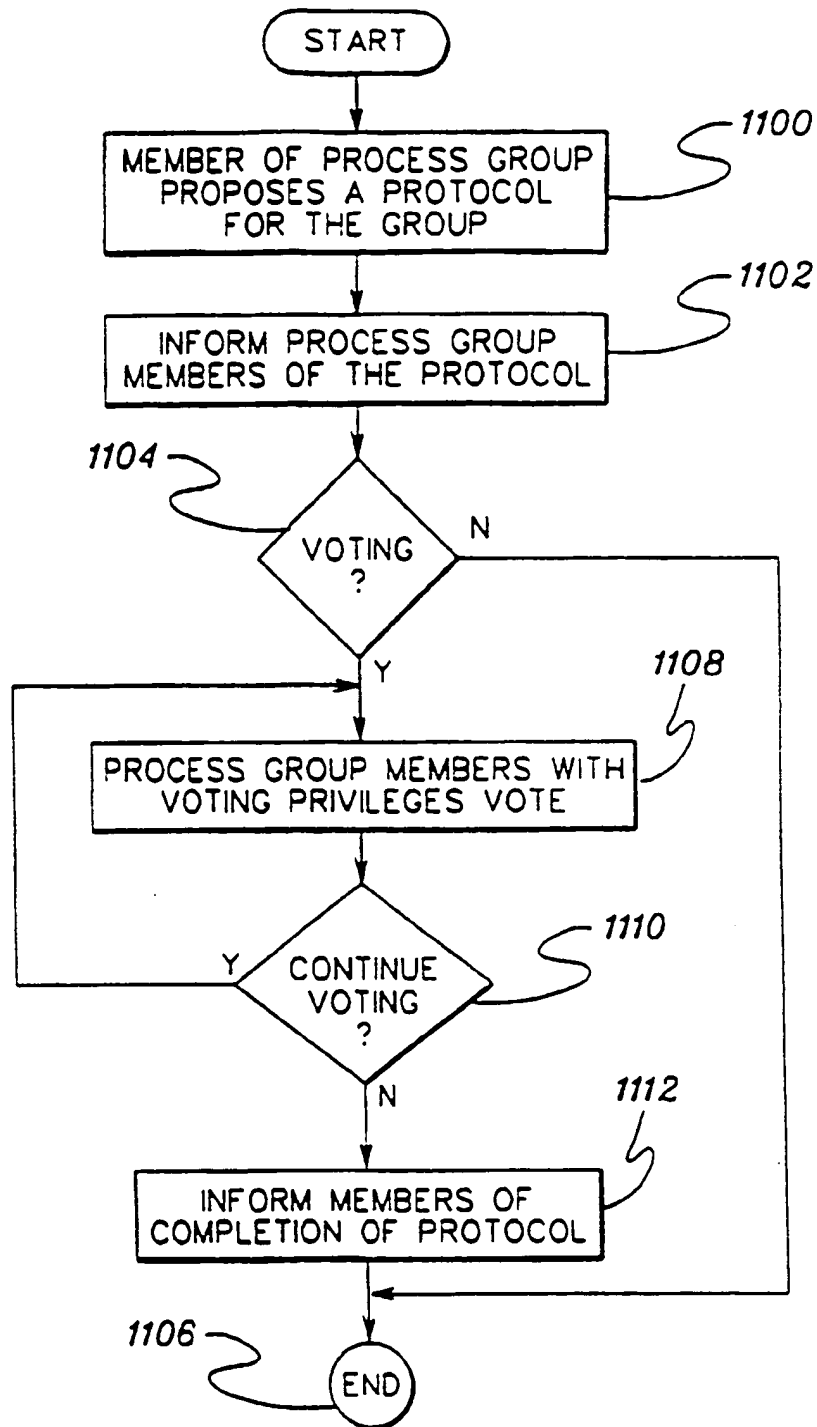 START
MEMBER OF PROCESS GROUP
PROPOSES A PROTOCOL
FOR THE GROUP
1100
INFORM PROCESS GROUP
MEMBERS OF THE PROTOCOL
1102
1104
VOTING
?
N
Y
1108
PROCESS GROUP MEMBERS WITH
VOTING PRIVILEGES VOTE
Y
CONTINUE
VOTING
?
1110
N
1112
INFORM MEMBERS OF
COMPLETION OF PROTOCOL
1106
END